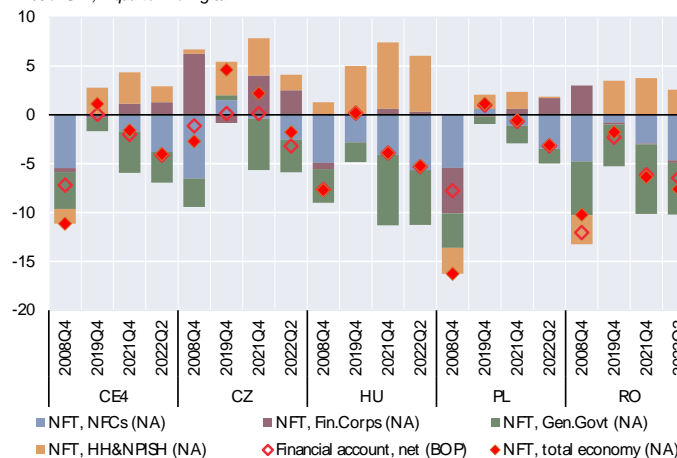 10
5
0
-5
-10
-15
-20
2008Q4
2019Q4
2021Q4
2022Q2
2008Q4
2019Q4
2021Q4
2022Q2
2008Q4
2019Q4
2021Q4
2022Q2
2008Q4
2019Q4
2021Q4
2022Q2
2008Q4
2019Q4
2021Q4
2022Q2
CE4 CZ HU PL RO
NFT, NFCs (NA) NFT, Fin.Corps (NA) NFT, Gen.Govt (NA)
NFT, HH&NPISH (NA) Financial account, net (BOP) NFT, total economy (NA)